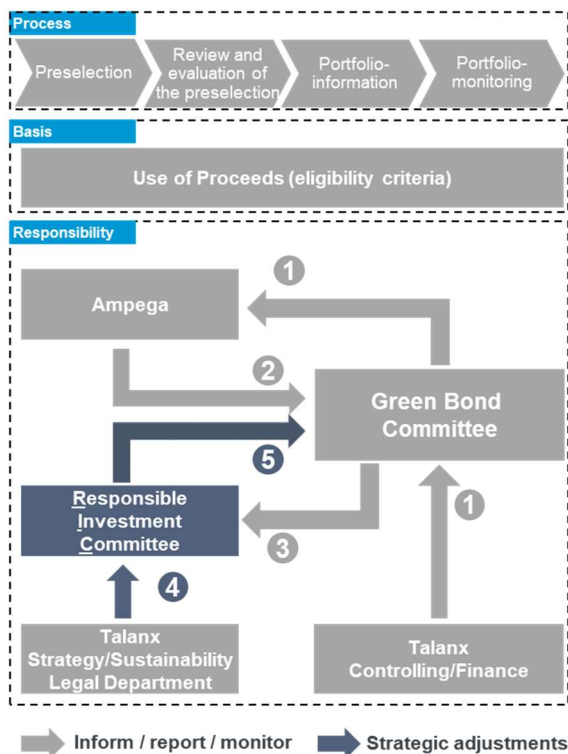 Process
Preselection
Review and
evaluation of
the preselection
Portfolio-
information
Portfolio-
monitoring
Basis
Use of Proceeds (eligibility criteria)
Responsibility
1
Ampega
2
Green Bond
Committee
5
Responsible
Investment
Committee
3
1
4
Talanx
Strategy/Sustainability
Legal Department
Talanx
Controlling/Finance
Inform / report / monitor
Strategic adjustments